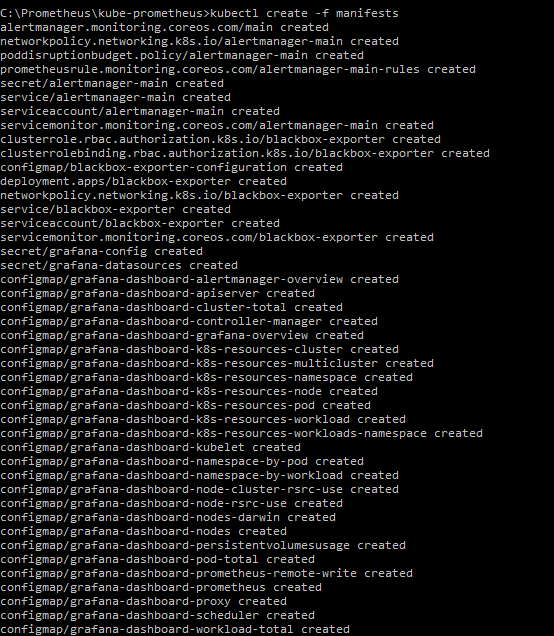 C:\Prometheus\kube-prometheus>kubectl create -f manifests
alertmanager.monitoring.coreos.com/main created
networkpolicy.networking.k8s.io/alertmanager-main created
poddisruptionbudget.policy/alertmanager-main created
prometheusrule.monitoring.coreos.com/alertmanager-main-rules created
secret/alertmanager-main created
service/alertmanager-main created
serviceaccount/alertmanager-main created
servicemonitor.monitoring.coreos.com/alertmanager-main created
clusterrole.rbac.authorization.k8s.io/blackbox-exporter created
clusterrolebinding.rbac.authorization.k8s.io/blackbox-exporter created
configmap/blackbox-exporter-configuration created
deployment.apps/blackbox-exporter created
networkpolicy.networking.k8s.io/blackbox-exporter created
service/blackbox-exporter created
serviceaccount/blackbox-exporter created
servicemonitor.monitoring.coreos.com/blackbox-exporter created
secret/grafana-config created
secret/grafana-datasources created
configmap/grafana-dashboard-alertmanager-overview created
configmap/grafana-dashboard-apiserver created
configmap/grafana-dashboard-cluster-total created
configmap/grafana-dashboard-controller-manager created
configmap/grafana-dashboard-grafana-overview created
configmap/grafana-dashboard-k8s-resources-cluster created
configmap/grafana-dashboard-k8s-resources-multicluster created
configmap/grafana-dashboard-k8s-resources-namespace created
configmap/grafana-dashboard-k8s-resources-node created
configmap/grafana-dashboard-k8s-resources-pod created
configmap/grafana-dashboard-k8s-resources-workload created
configmap/grafana-dashboard-k8s-resources-workloads-namespace created
configmap/grafana-dashboard-kubelet created
configmap/grafana-dashboard-namespace-by-pod created
configmap/grafana-dashboard-namespace-by-workload created
configmap/grafana-dashboard-node-cluster-rsrc-use created
configmap/grafana-dashboard-node-rsrc-use created
configmap/grafana-dashboard-nodes-darwin created
configmap/grafana-dashboard-nodes created
configmap/grafana-dashboard-persistentvolumesusage created
configmap/grafana-dashboard-pod-total created
configmap/grafana-dashboard-prometheus-remote-write created
configmap/grafana-dashboard-prometheus created
configmap/grafana-dashboard-proxy created
configmap/grafana-dashboard-scheduler created
configmap/grafana-dashboard-workload-total created